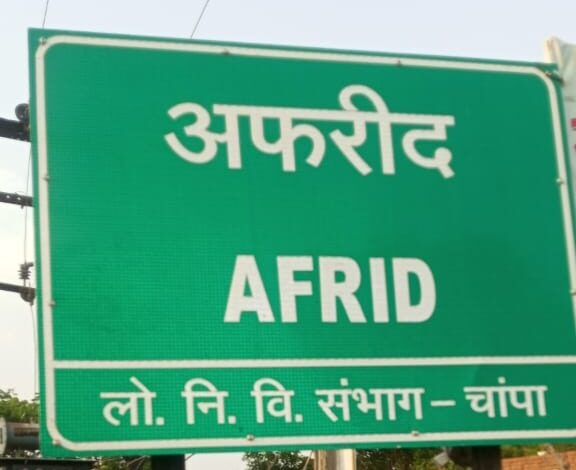 अफरीद
AFRID
लो. नि. वि. संभाग – चांपा